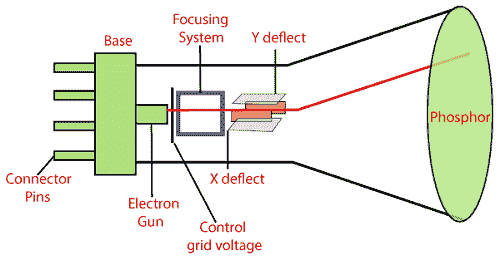 Focusing
System
Y deflect
Base
Phosphor
Connector
Pins
Electron
Gun
X deflect
Control
grid voltage